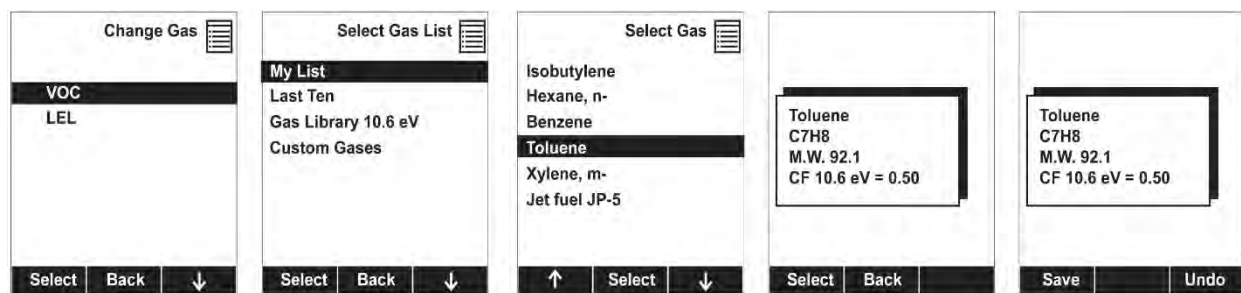 Change Gas
VOC
LEL
Select Back ↓
Select Gas List
My List
Last Ten
Gas Library 10.6 eV
Custom Gases
Select Back ↓
Select Gas
Isobutylene
Hexane, n-
Benzene
Toluene
Xylene, m-
Jet fuel JP-5
↑ Select ↓
Toluene
C7H8
M.W. 92.1
CF 10.6 eV = 0.50
Select Back
Toluene
C7H8
M.W. 92.1
CF 10.6 eV = 0.50
Save Undo